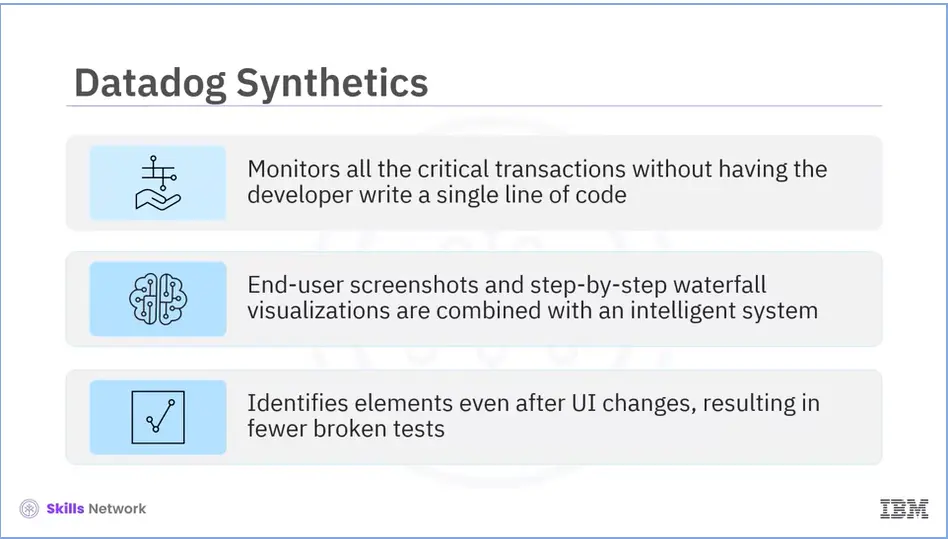 Datadog Synthetics
Monitors all the critical transactions without having the
developer write a single line of code
End-user screenshots and step-by-step waterfall
visualizations are combined with an intelligent system
Identifies elements even after UI changes, resulting in
fewer broken tests
Skills Network
IBM